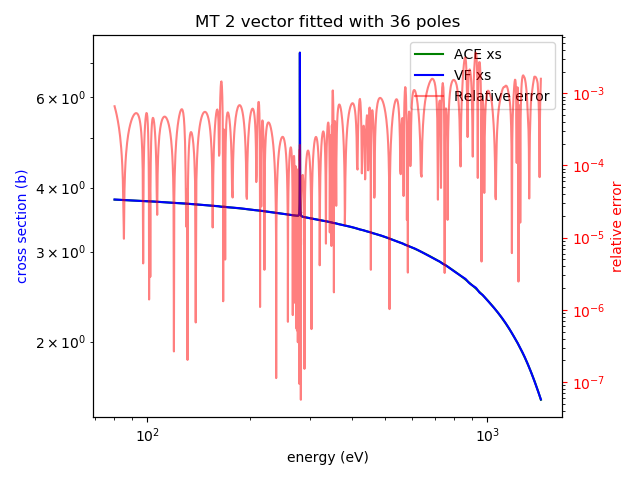 MT 2 vector fitted with 36 poles
ACE xs
VF xs
Relative error
cross section (b)
6 × 10⁰
4 × 10⁰
3 × 10⁰
2 × 10⁰
10⁻³
10⁻⁴
10⁻⁵
10⁻⁶
10⁻⁷
relative error
10²
10³
energy (eV)